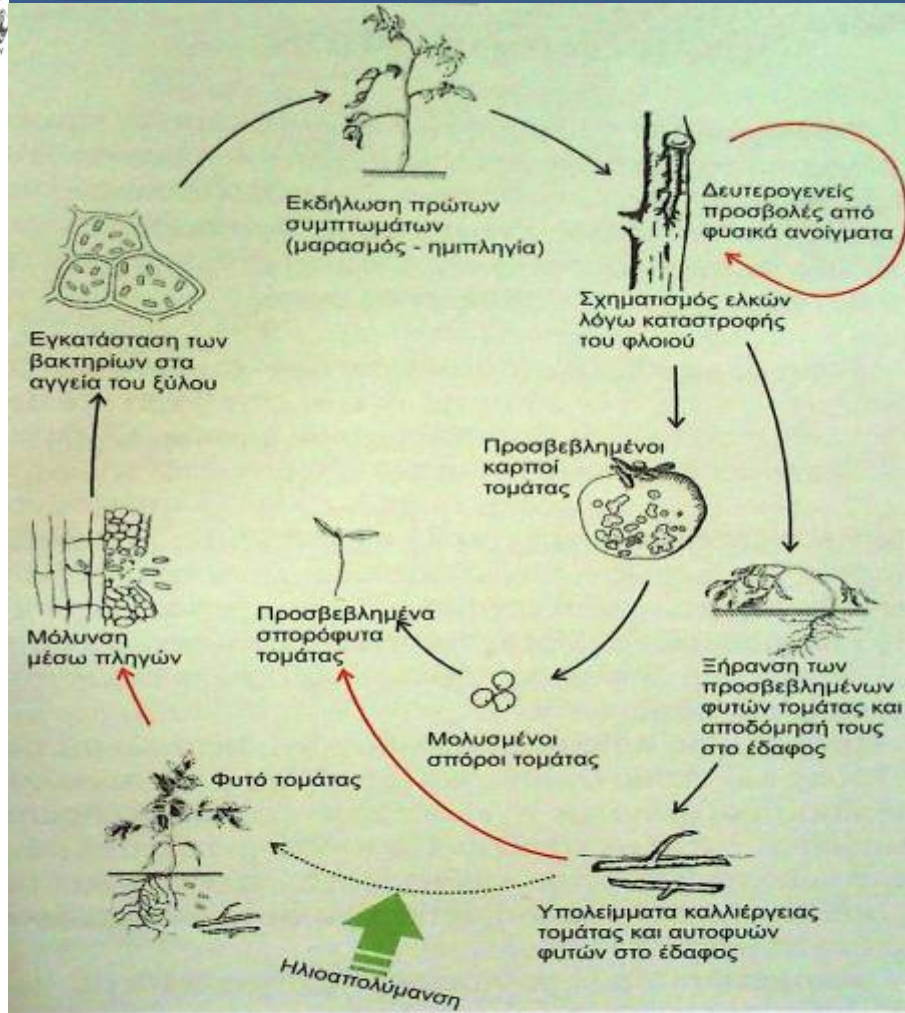 Εκδήλωση πρώτων
συμπτωμάτων
(μαρασμός - ημιπληγία)
Δευτερογενείς
προσβολές από
φυσικά ανοίγματα
Σχηματισμός ελκών
λόγω καταστροφής
του φλοιού
Εγκατάσταση των
βακτηρίων στα
αγγεία του ξύλου
Προσβεβλημένοι
καρποί
τομάτας
Μόλυνση
μέσω πληγών
Προσβεβλημένα
σπορόφυτα
τομάτας
Ξήρανση των
προσβεβλημένων
φυτών τομάτας και
αποδόμησή τους
στο έδαφος
Μολυσμένοι
σπόροι τομάτας
Φυτό τομάτας
Υπολείμματα καλλιέργειας
τομάτας και αυτοφυών
φυτών στο έδαφος
Ηλιοαπολύμανση